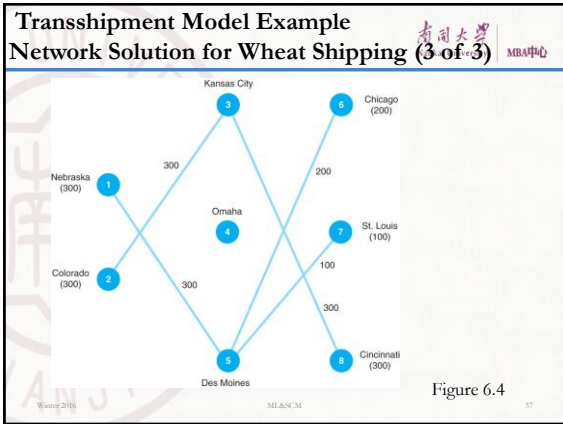 Transshipment Model Example
Network Solution for Wheat Shipping (3 of 3)
南開大學
MBA中心
Kansas City
3
6
Chicago
(200)
Nebraska
(300)
1
300
200
Omaha
4
7
St. Louis
(100)
Colorado
(300)
2
300
100
300
5
Des Moines
8
Cincinnati
(300)
Figure 6.4
Winter 2016
ML&SCM
37